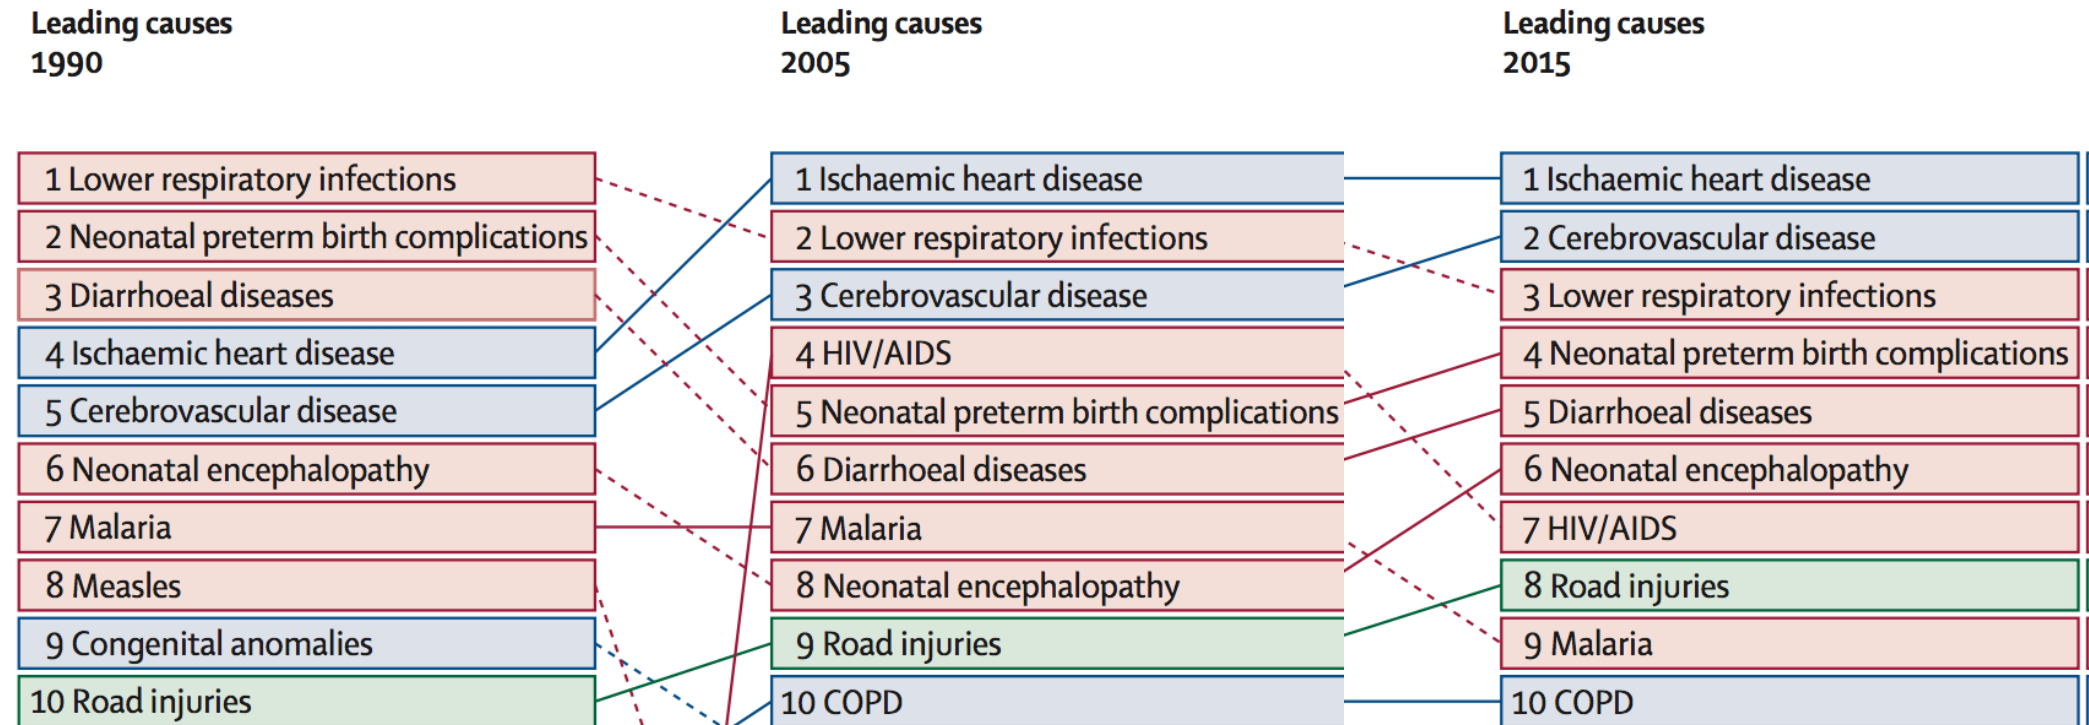 Leading causes
1990
1 Lower respiratory infections
2 Neonatal preterm birth complications
3 Diarrhoeal diseases
4 Ischaemic heart disease
5 Cerebrovascular disease
6 Neonatal encephalopathy
7 Malaria
8 Measles
9 Congenital anomalies
10 Road injuries
Leading causes
2005
1 Ischaemic heart disease
2 Lower respiratory infections
3 Cerebrovascular disease
4 HIV/AIDS
5 Neonatal preterm birth complications
6 Diarrhoeal diseases
7 Malaria
8 Neonatal encephalopathy
9 Road injuries
10 COPD
Leading causes
2015
1 Ischaemic heart disease
2 Cerebrovascular disease
3 Lower respiratory infections
4 Neonatal preterm birth complications
5 Diarrhoeal diseases
6 Neonatal encephalopathy
7 HIV/AIDS
8 Road injuries
9 Malaria
10 COPD